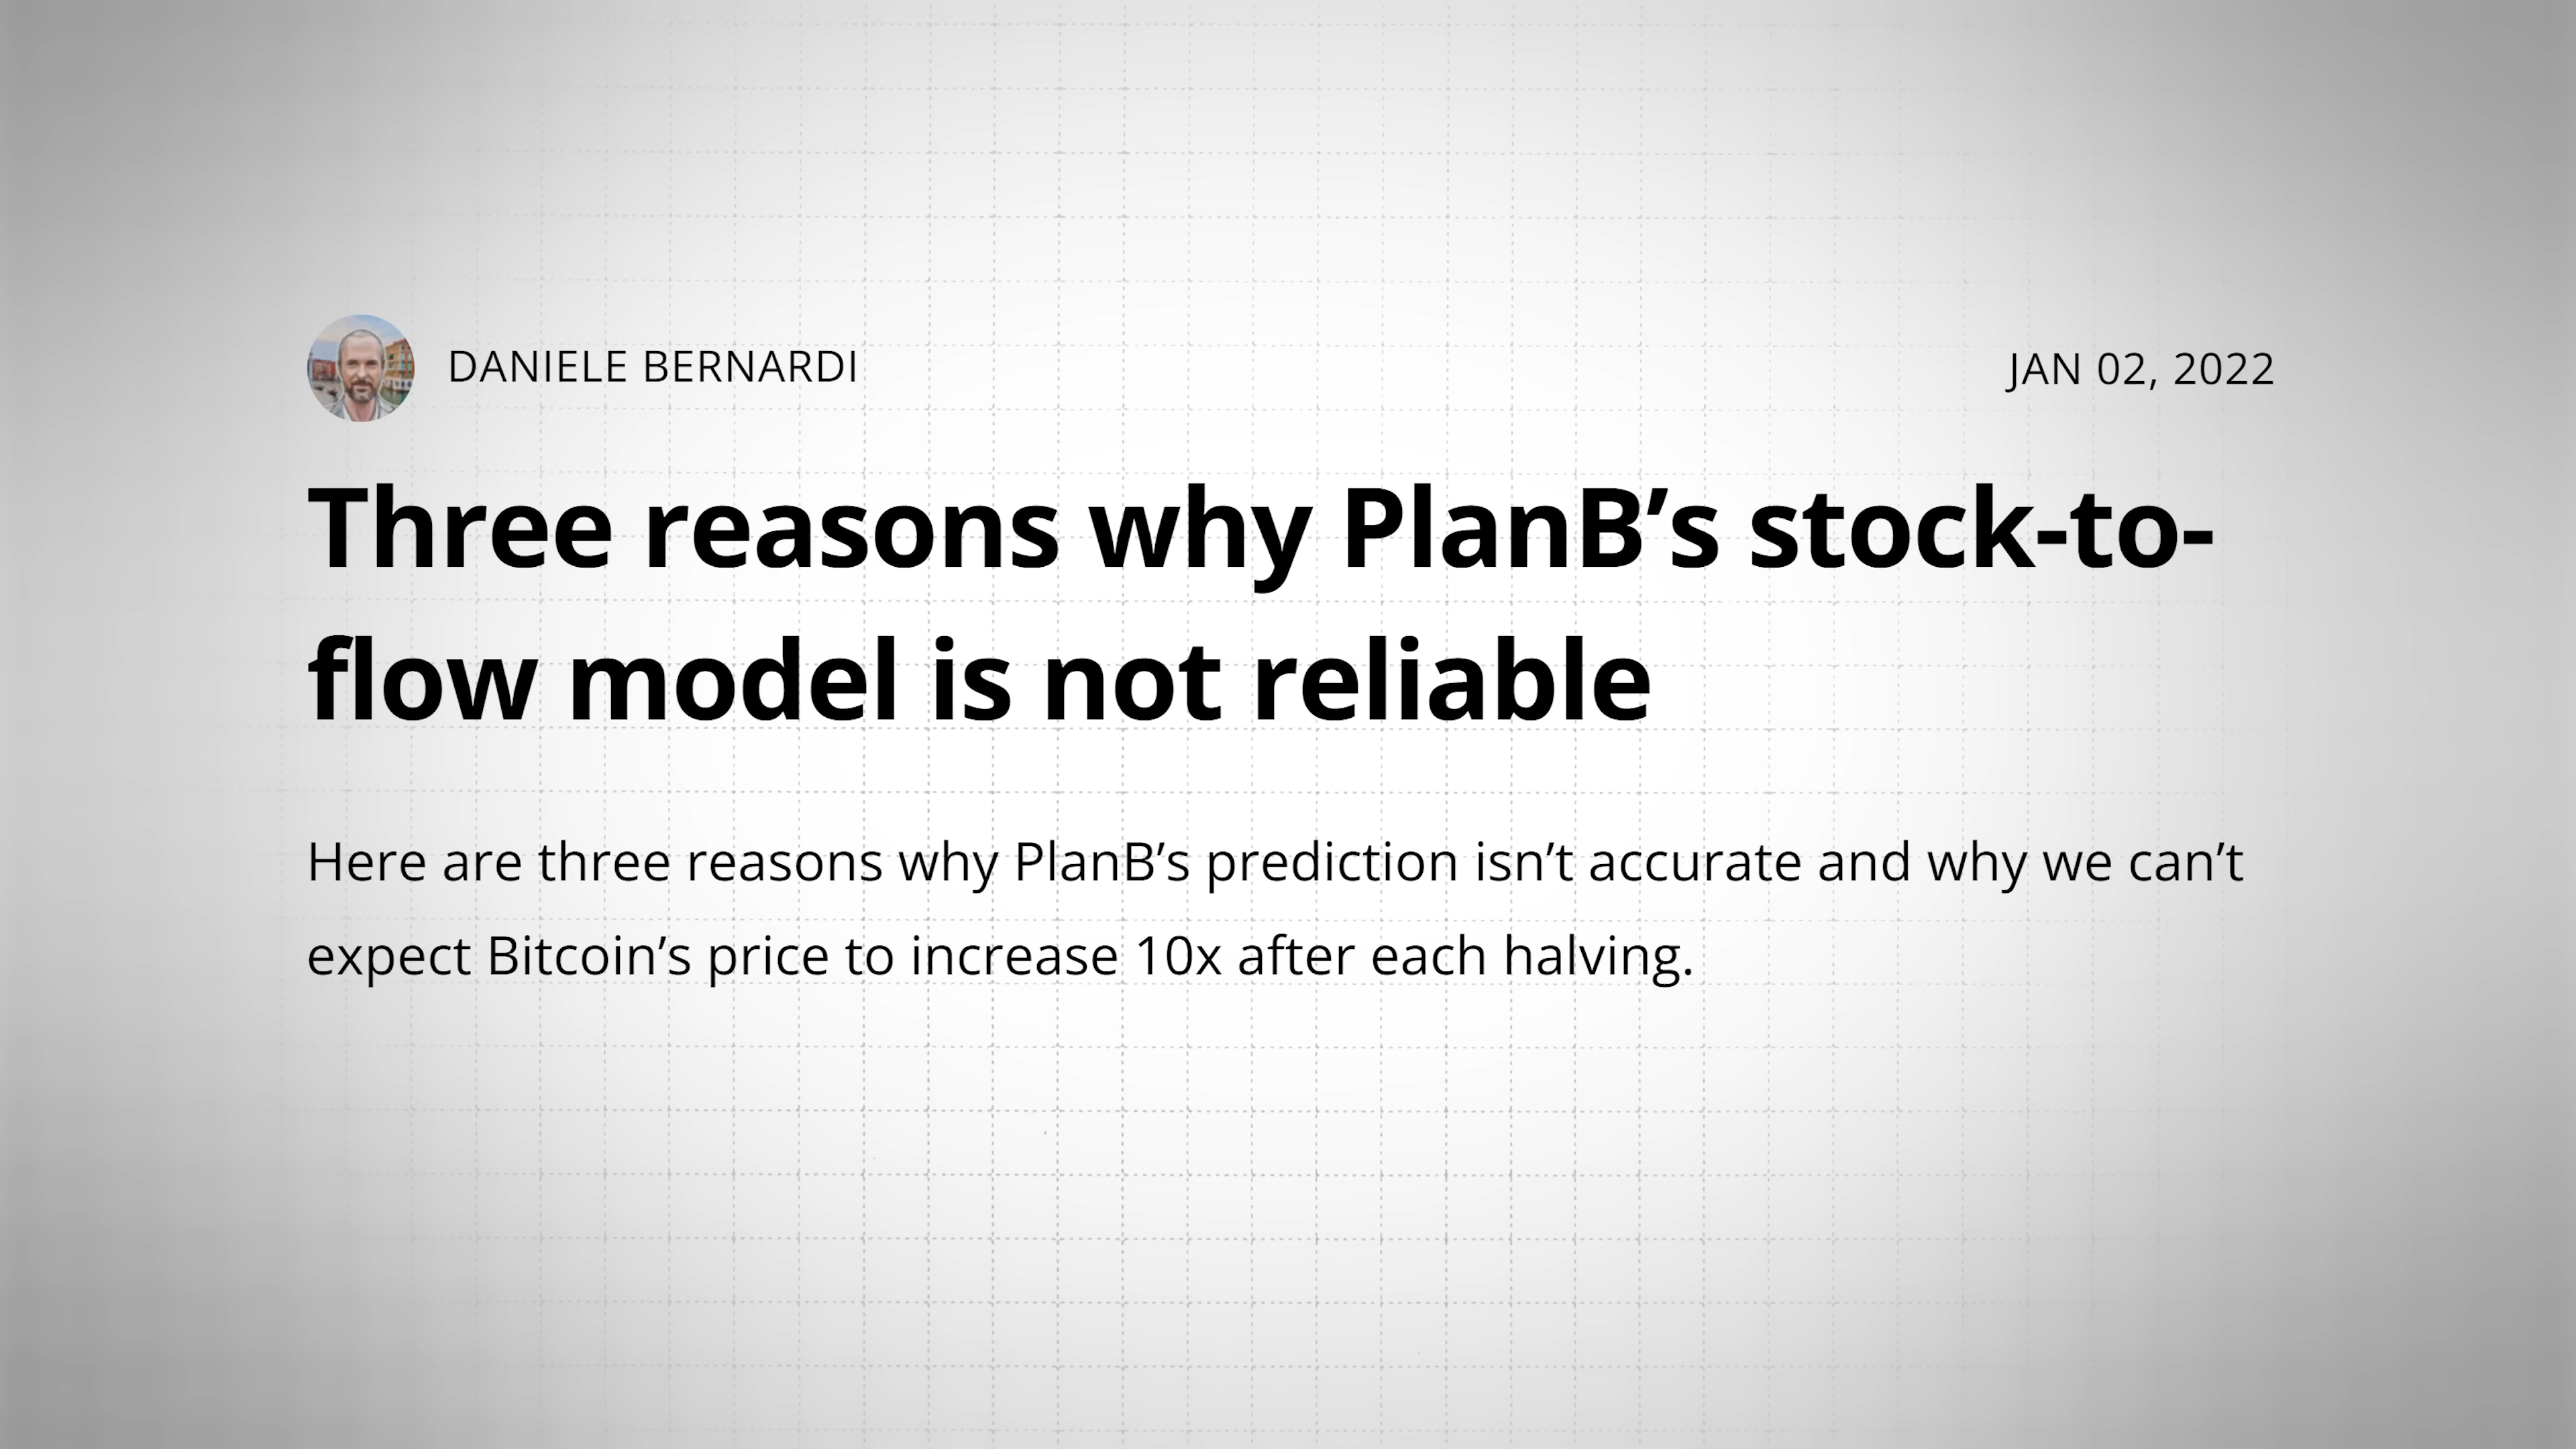 DANIELE BERNARDI
JAN 02, 2022
Three reasons why PlanB’s stock-to-
flow model is not reliable
Here are three reasons why PlanB’s prediction isn’t accurate and why we can’t
expect Bitcoin’s price to increase 10x after each halving.